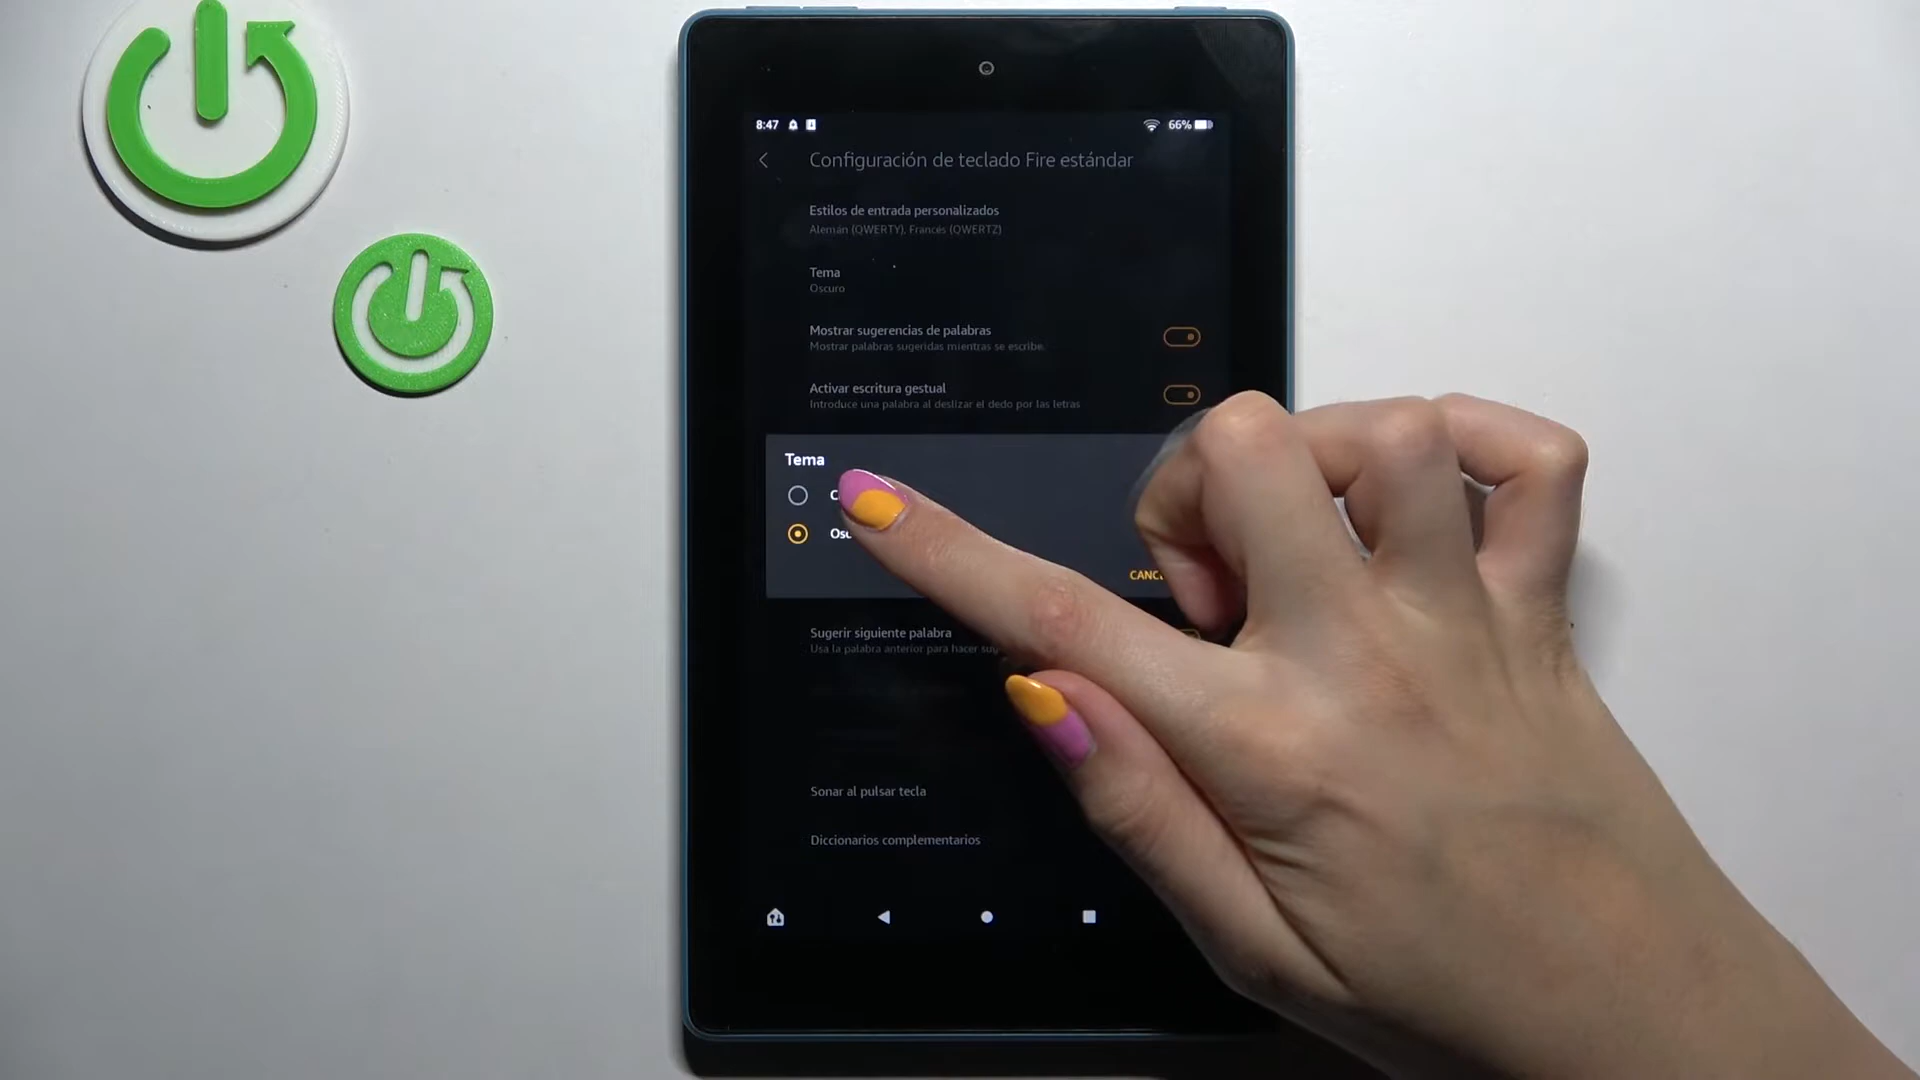 8:47
66%
Configuración de teclado Fire estándar
Estilos de entrada personalizados
Alemán (QWERTY), Francés (QWERTZ)
Tema
Oscuro
Mostrar sugerencias de palabras
Mostrar palabras sugeridas mientras se escribe.
Activar escritura gestual
Introduce una palabra al deslizar el dedo por las letras
Tema
Sugerir siguiente palabra
Usa la palabra anterior para hacer
Sonar al pulsar tecla
Diccionarios complementarios